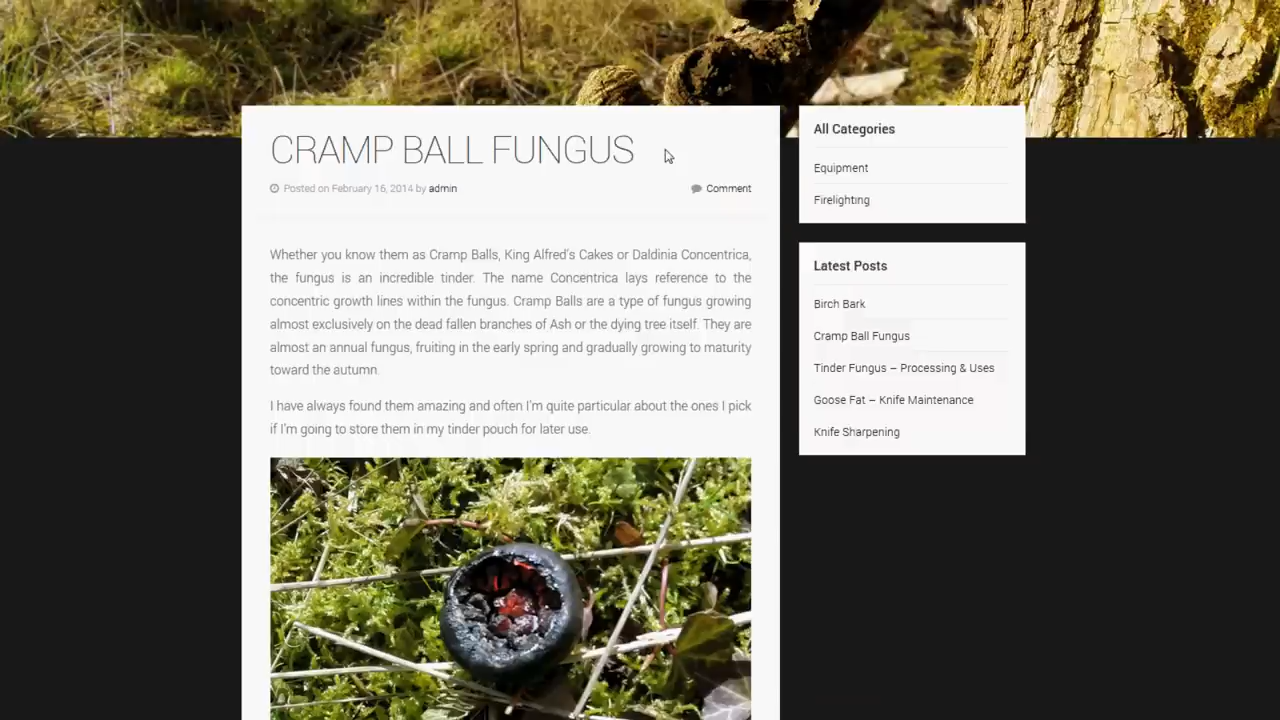 CRAMP BALL FUNGUS
Posted on February 16, 2014 by admin
Comment
Whether you know them as Cramp Balls, King Alfred's Cakes or Daldinia Concentrica,
the fungus is an incredible tinder. The name Concentrica lays reference to the
concentric growth lines within the fungus. Cramp Balls are a type of fungus growing
almost exclusively on the dead fallen branches of Ash or the dying tree itself. They are
almost an annual fungus, fruiting in the early spring and gradually growing to maturity
toward the autumn.
I have always found them amazing and often I'm quite particular about the ones I pick
if I'm going to store them in my tinder pouch for later use.
All Categories
Equipment
Firelighting
Latest Posts
Birch Bark
Cramp Ball Fungus
Tinder Fungus – Processing & Uses
Goose Fat – Knife Maintenance
Knife Sharpening